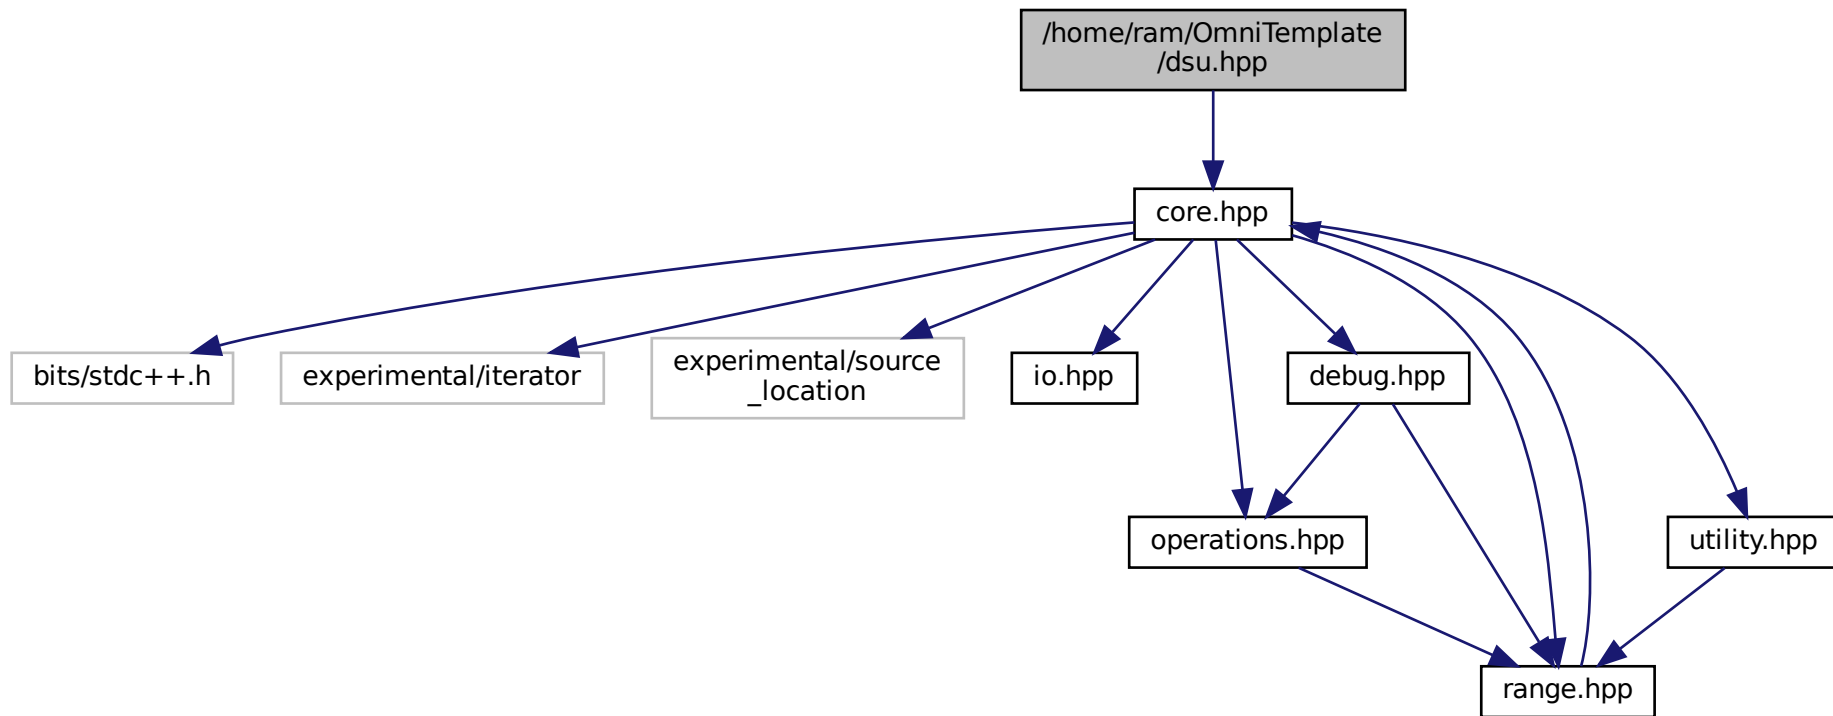 /home/ram/OmniTemplate
/dsu.hpp
core.hpp
bits/stdc++.h
experimental/iterator
experimental/source
_location
io.hpp
debug.hpp
operations.hpp
utility.hpp
range.hpp